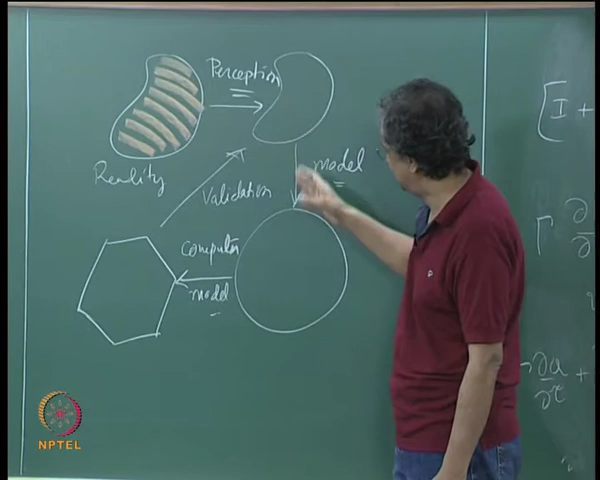 Perception
Reality
model
Validation
computer
model
[I +
∂
∂a +
∂τ
NPTEL